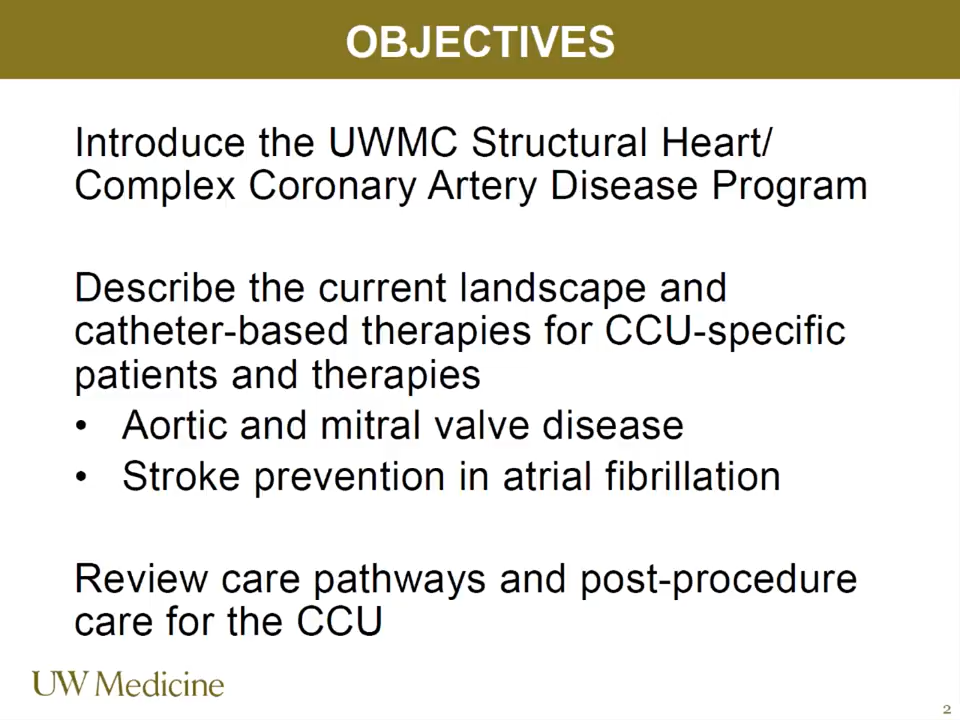 OBJECTIVES
Introduce the UWMC Structural Heart/
Complex Coronary Artery Disease Program
Describe the current landscape and
catheter-based therapies for CCU-specific
patients and therapies
• Aortic and mitral valve disease
• Stroke prevention in atrial fibrillation
Review care pathways and post-procedure
care for the CCU
UW Medicine
2